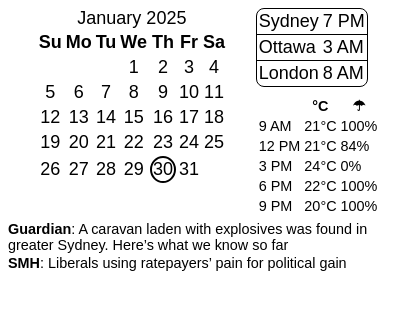 January 2025
Su Mo Tu We Th Fr Sa
1 2 3 4
5 6 7 8 9 10 11
12 13 14 15 16 17 18
19 20 21 22 23 24 25
26 27 28 29 30 31
Sydney 7 PM
Ottawa 3 AM
London 8 AM
°C ☂
9 AM 21°C 100%
12 PM 21°C 84%
3 PM 24°C 0%
6 PM 22°C 100%
9 PM 20°C 100%
Guardian: A caravan laden with explosives was found in
greater Sydney. Here’s what we know so far
SMH: Liberals using ratepayers’ pain for political gain